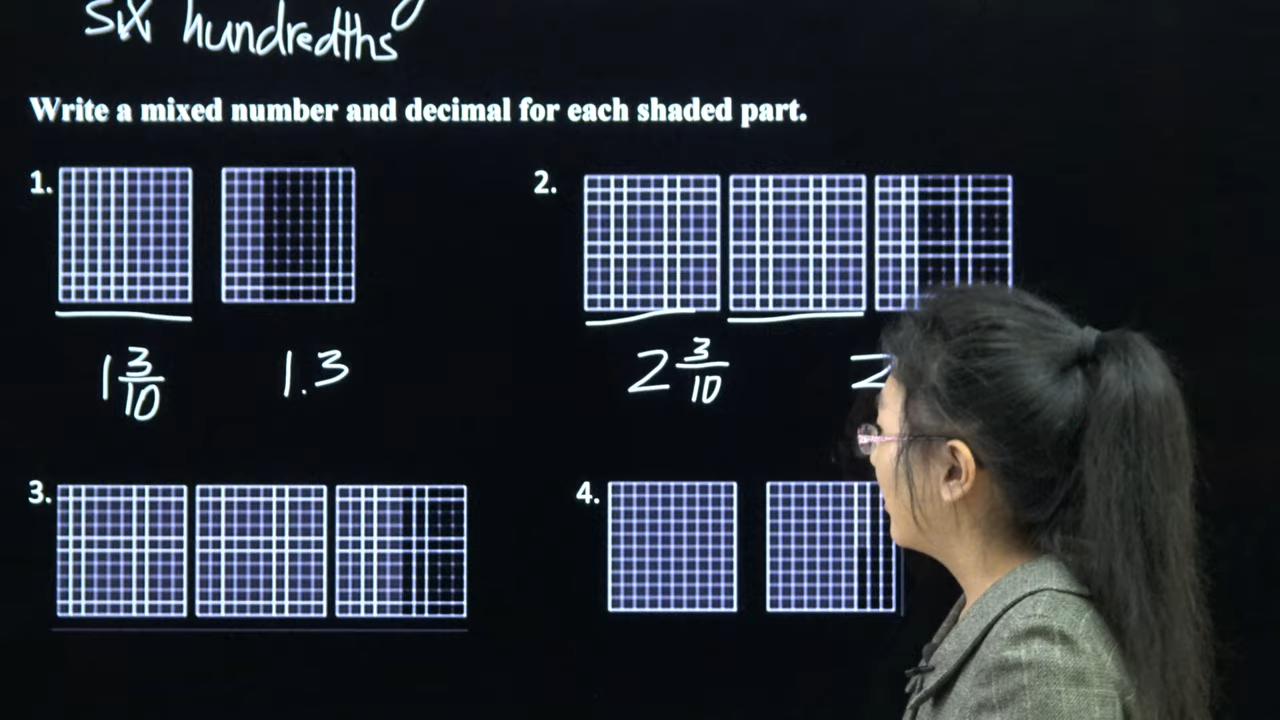 six hundredths
Write a mixed number and decimal for each shaded part.
1.
2.
1 3/10 1.3
2 3/10 2
3.
4.